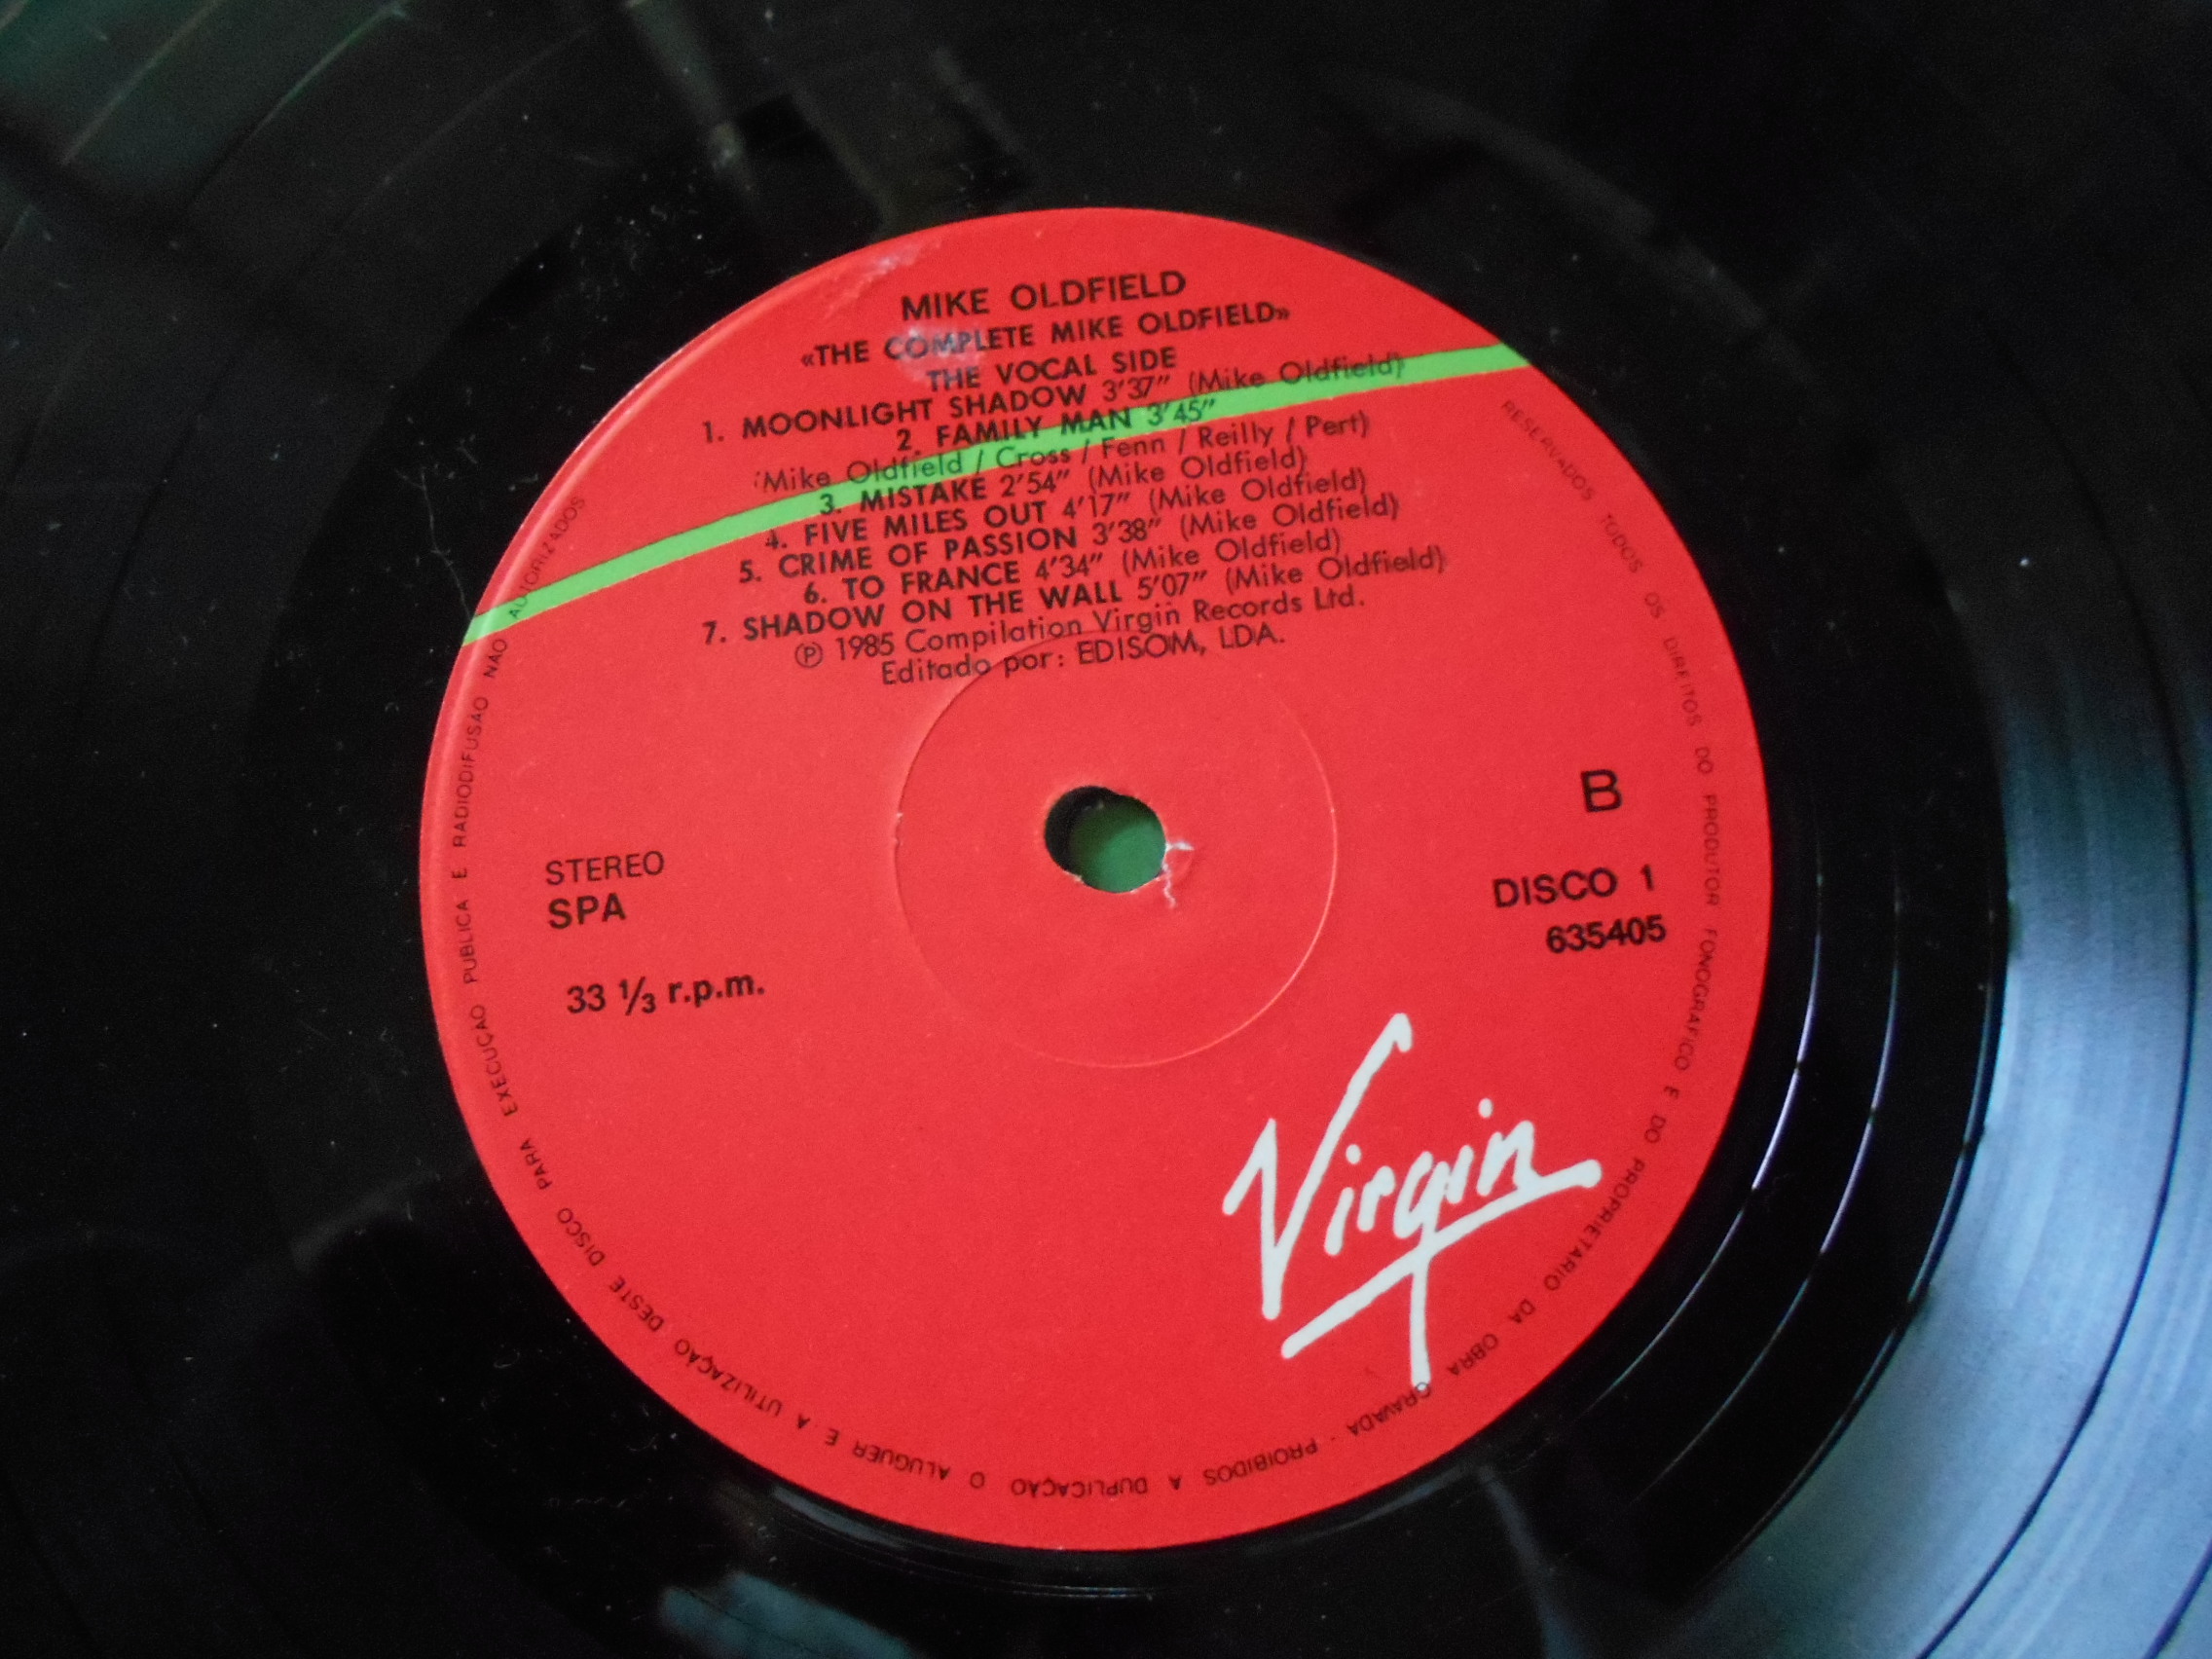 MIKE OLDFIELD
«THE COMPLETE MIKE OLDFIELD»
THE VOCAL SIDE
1. MOONLIGHT SHADOW 3'37" (Mike Oldfield)
2. FAMILY MAN 3'45"
(Mike Oldfield / Cross / Fenn / Reilly / Pert)
3. MISTAKE 2'54" (Mike Oldfield)
4. FIVE MILES OUT 4'17" (Mike Oldfield)
5. CRIME OF PASSION 3'38" (Mike Oldfield)
6. TO FRANCE 4'34" (Mike Oldfield)
7. SHADOW ON THE WALL 5'07" (Mike Oldfield)
℗ 1985 Compilation Virgin Records Ltd.
Editado por: EDISOM, LDA.
STEREO
SPA
33 ⅓ r.p.m.
B
DISCO 1
635405
Virgin
RESERVADOS TODOS OS DIREITOS DO PRODUTOR FONOGRAFICO E DO PROPRIETARIO DA OBRA GRAVADA · PROIBIDOS A DUPLICAÇÃO O ALUGUER E A UTILIZAÇÃO DESTE DISCO PARA EXECUÇÃO PUBLICA E RADIODIFUSÃO NÃO AUTORIZADOS